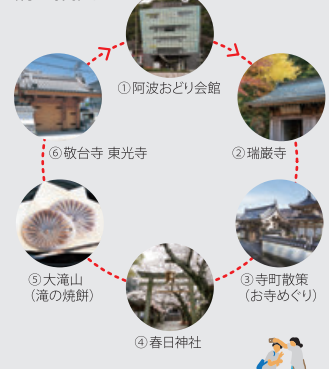 ①阿波おどり会館
②瑞巌寺
③寺町散策
（お寺めぐり）
④春日神社
⑤大滝山
（滝の焼餅）
⑥敬台寺 東光寺